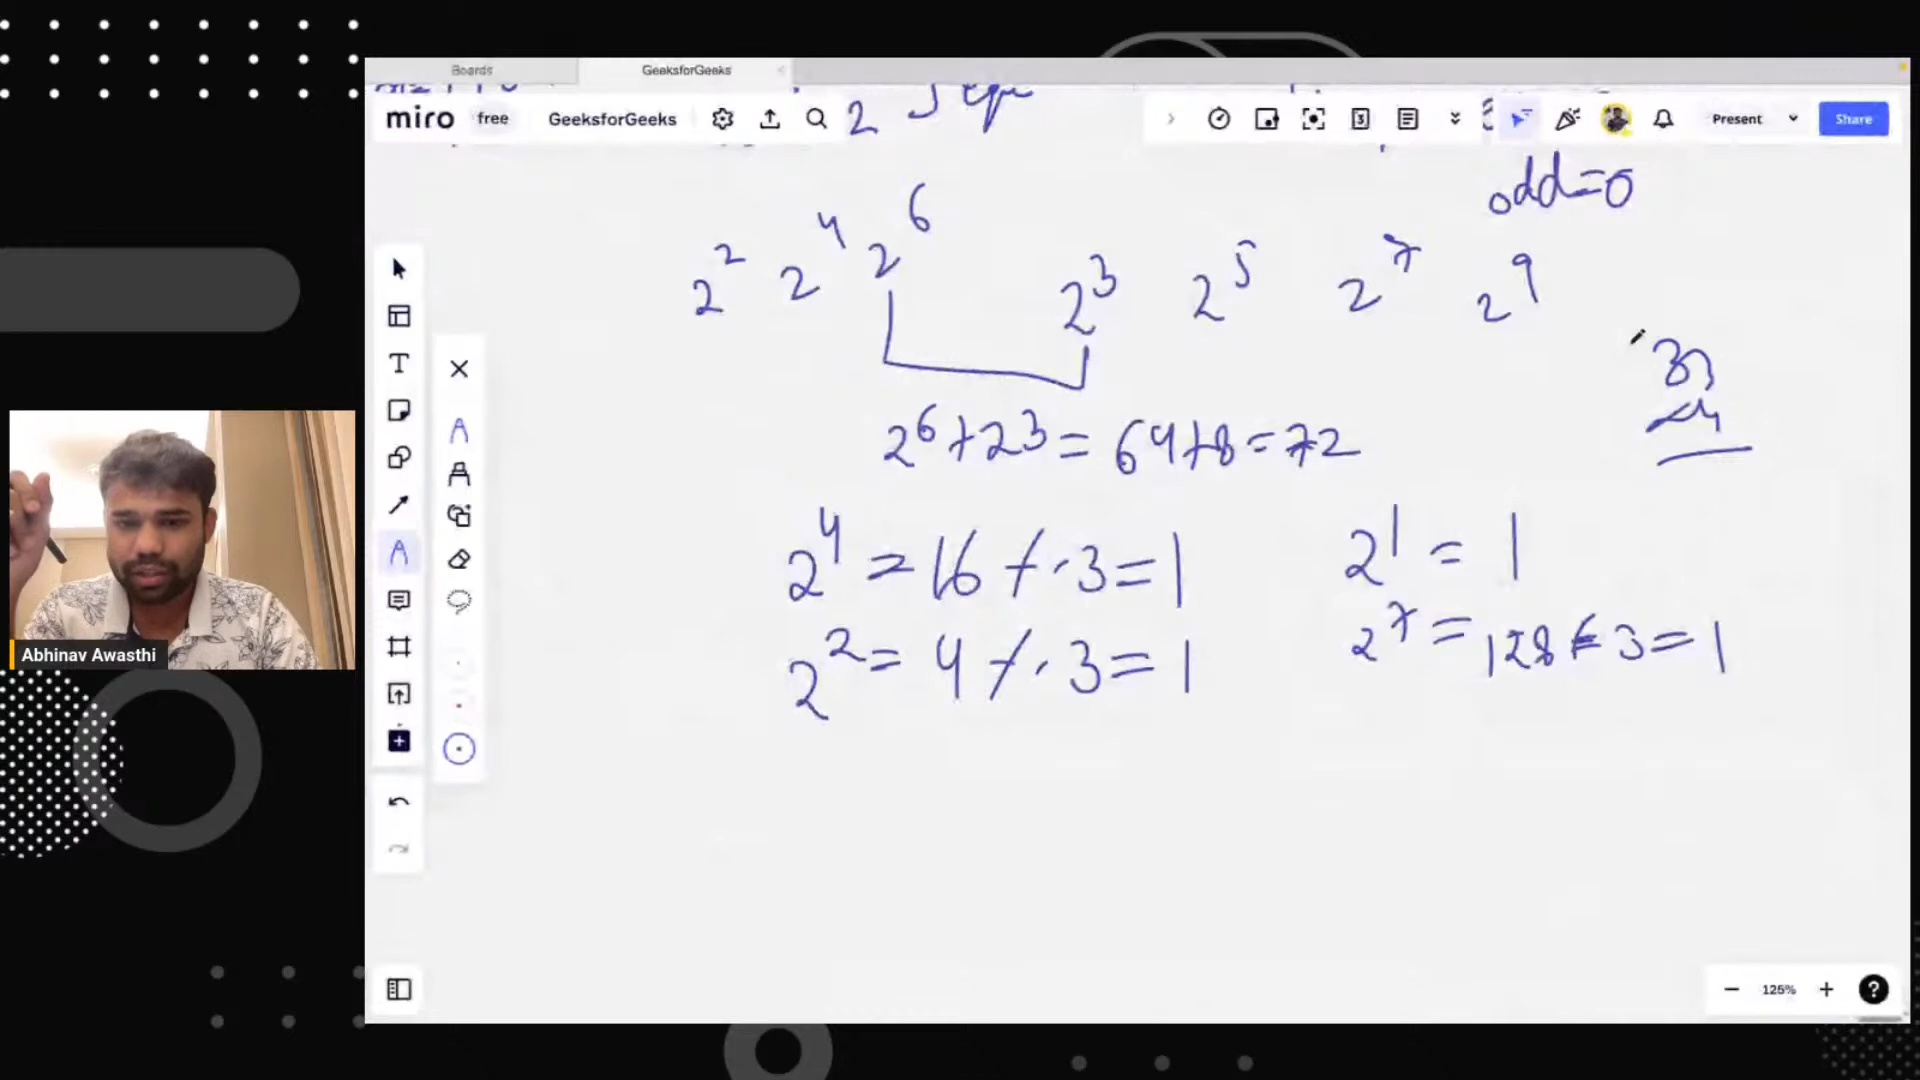 Boards
GeeksforGeeks
miro free GeeksforGeeks
Present
Share
2
odd=0
2^2 2^4 2^6 2^3 2^5 2^7 2^9
2^6+2^3=64+8=72
2^4=16%3=1
2^1=1
2^2=4%3=1
2^7=128%3=1
Abhinav Awasthi
125%